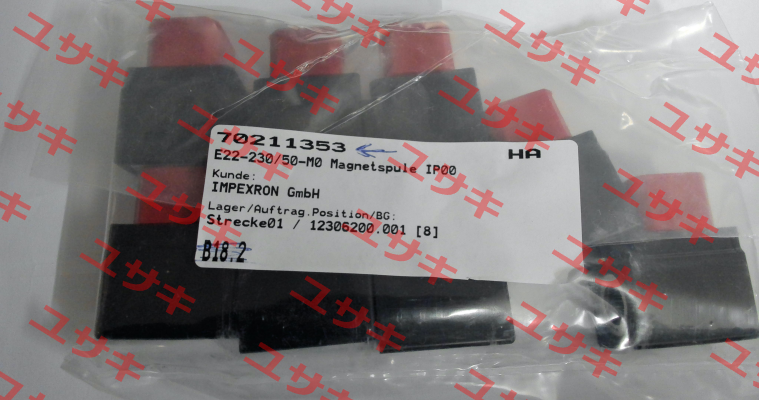 70211353 HA
E22-230/50-M0 Magnetspule IP00
Kunde:
IMPEXRON GmbH
Lager/Auftrag.Position/BG:
Strecke01 / 12306200.001 [8]
B18.2
ユサキ